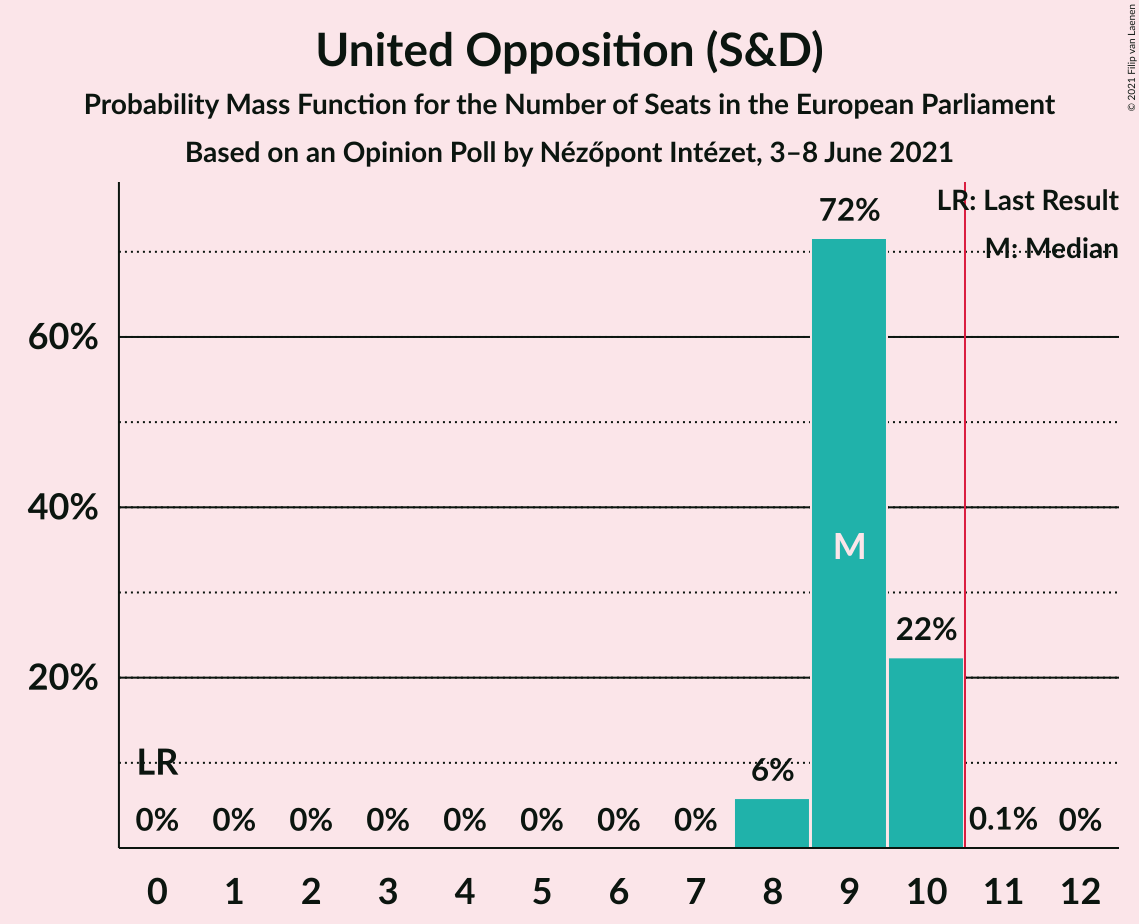 United Opposition (S&D)
Probability Mass Function for the Number of Seats in the European Parliament
Based on an Opinion Poll by Nézőpont Intézet, 3–8 June 2021
© 2021 Filip van Laenen
LR: Last Result
M: Median
72%
60%
40%
M
22%
20%
LR
6%
0% 0% 0% 0% 0% 0% 0% 0% 0.1% 0%
0 1 2 3 4 5 6 7 8 9 10 11 12